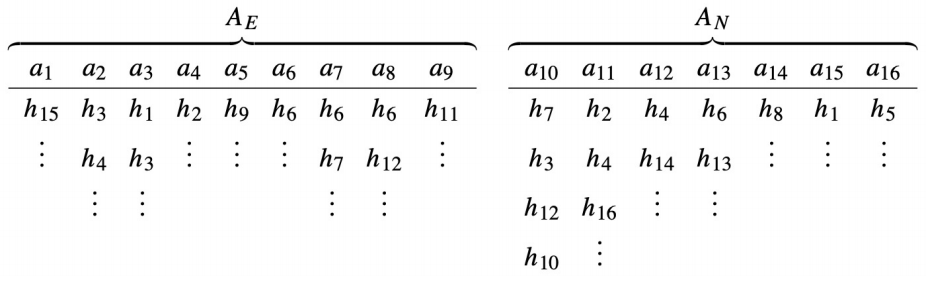 A_E A_N
a_1 a_2 a_3 a_4 a_5 a_6 a_7 a_8 a_9 a_10 a_11 a_12 a_13 a_14 a_15 a_16
h_15 h_3 h_1 h_2 h_9 h_6 h_6 h_6 h_11 h_7 h_2 h_4 h_6 h_8 h_1 h_5
⋮ h_4 h_3 ⋮ ⋮ ⋮ h_7 h_12 ⋮ h_3 h_4 h_14 h_13 ⋮ ⋮ ⋮
⋮ ⋮ ⋮ ⋮ h_12 h_16 ⋮ ⋮
h_10 ⋮